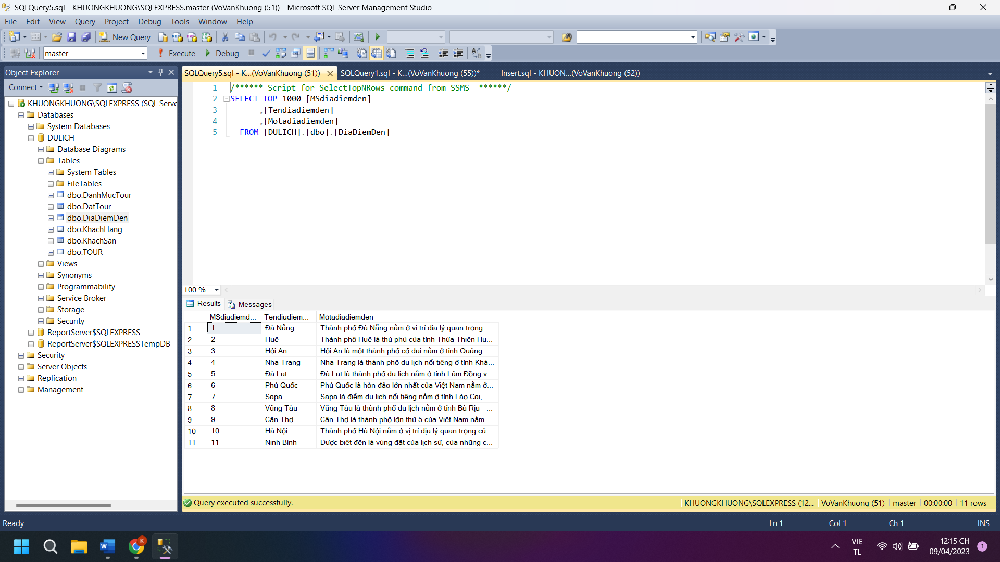 SQLQuery5.sql - KHUONGKHUONG\SQLEXPRESS.master (VoVanKhuong (51)) - Microsoft SQL Server Management Studio
File Edit View Query Project Debug Tools Window Help
New Query
master Execute Debug
Object Explorer
Connect
KHUONGKHUONG\SQLEXPRESS (SQL Serve
Databases
System Databases
DULICH
Database Diagrams
Tables
System Tables
FileTables
dbo.DanhMucTour
dbo.DatTour
dbo.DiaDiemDen
dbo.KhachHang
dbo.KhachSan
dbo.TOUR
Views
Synonyms
Programmability
Service Broker
Storage
Security
ReportServer$SQLEXPRESS
ReportServer$SQLEXPRESSTempDB
Security
Server Objects
Replication
Management
SQLQuery5.sql - K...(VoVanKhuong (51)) SQLQuery1.sql - K...(VoVanKhuong (55))* Insert.sql - KHUON...(VoVanKhuong (52))
1 /****** Script for SelectTopNRows command from SSMS  ******/
2 SELECT TOP 1000 [MSdiadiemden]
3 ,[Tendiadiemden]
4 ,[Motadiadiemden]
5 FROM [DULICH].[dbo].[DiaDiemDen]
100 %
Results Messages
MSdiadiemd... Tendiadiem... Motadiadiemden
1 1 Đà Nẵng Thành phố Đà Nẵng nằm ở vị trí địa lý quan trọng ...
2 2 Huế Thành phố Huế là thủ phủ của tỉnh Thừa Thiên Hu...
3 3 Hội An Hội An là một thành phố cổ đại nằm ở tỉnh Quảng ...
4 4 Nha Trang Nha Trang là thành phố du lịch nổi tiếng ở tỉnh Khá...
5 5 Đà Lạt Đà Lạt là thành phố du lịch nằm ở tỉnh Lâm Đồng v...
6 6 Phú Quốc Phú Quốc là hòn đảo lớn nhất của Việt Nam nằm ở...
7 7 Sapa Sapa là điểm du lịch nổi tiếng nằm ở tỉnh Lào Cai, ...
8 8 Vũng Tàu Vũng Tàu là thành phố du lịch nằm ở tỉnh Bà Rịa - ...
9 9 Cần Thơ Cần Thơ là thành phố lớn thứ 5 của Việt Nam nằm ...
10 10 Hà Nội Thành phố Hà Nội nằm ở vị trí địa lý quan trọng củ...
11 11 Ninh Bình Được biết đến là vùng đất của lịch sử, của những c...
Query executed successfully. KHUONGKHUONG\SQLEXPRESS (12... VoVanKhuong (51) master 00:00:00 11 rows
Ready Ln 1 Col 1 Ch 1 INS
K
VIE
TL
12:15 CH
09/04/2023
1